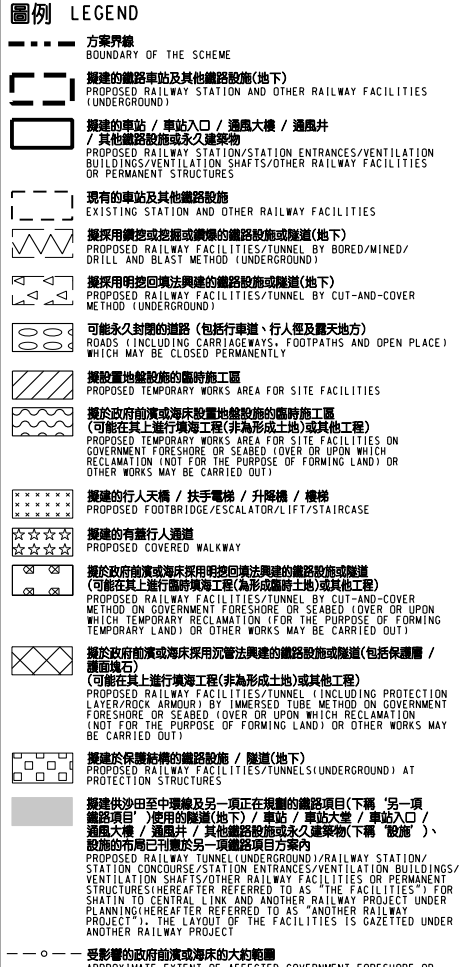 圖例 LEGEND
方案界線
BOUNDARY OF THE SCHEME
擬建的鐵路車站及其他鐵路設施(地下)
PROPOSED RAILWAY STATION AND OTHER RAILWAY FACILITIES
(UNDERGROUND)
擬建的車站 / 車站入口 / 通風大樓 / 通風井
/ 其他鐵路設施或永久建築物
PROPOSED RAILWAY STATION/STATION ENTRANCES/VENTILATION
BUILDINGS/VENTILATION SHAFTS/OTHER RAILWAY FACILITIES
OR PERMANENT STRUCTURES
現有的車站及其他鐵路設施
EXISTING STATION AND OTHER RAILWAY FACILITIES
擬採用鑽挖或挖掘或鑽爆的鐵路設施或隧道(地下)
PROPOSED RAILWAY FACILITIES/TUNNEL BY BORED/MINED/
DRILL AND BLAST METHOD (UNDERGROUND)
擬採用明挖回填法興建的鐵路設施或隧道(地下)
PROPOSED RAILWAY FACILITIES/TUNNEL BY CUT-AND-COVER
METHOD (UNDERGROUND)
可能永久封閉的道路 (包括行車道、行人徑及露天地方)
ROADS (INCLUDING CARRIAGEWAYS, FOOTPATHS AND OPEN PLACE)
WHICH MAY BE CLOSED PERMANENTLY
擬設置地盤設施的臨時施工區
PROPOSED TEMPORARY WORKS AREA FOR SITE FACILITIES
擬於政府前濱或海床設置地盤設施的臨時施工區
(可能在其上進行填海工程(非為形成土地)或其他工程)
PROPOSED TEMPORARY WORKS AREA FOR SITE FACILITIES ON
GOVERNMENT FORESHORE OR SEABED (OVER OR UPON WHICH
RECLAMATION (NOT FOR THE PURPOSE OF FORMING LAND) OR
OTHER WORKS MAY BE CARRIED OUT)
擬建的行人天橋 / 扶手電梯 / 升降機 / 樓梯
PROPOSED FOOTBRIDGE/ESCALATOR/LIFT/STAIRCASE
擬建的有蓋行人通道
PROPOSED COVERED WALKWAY
擬於政府前濱或海床採用明挖回填法興建的鐵路設施或隧道
(可能在其上進行臨時填海工程(為形成臨時土地)或其他工程)
PROPOSED RAILWAY FACILITIES/TUNNEL BY CUT-AND-COVER
METHOD ON GOVERNMENT FORESHORE OR SEABED (OVER OR UPON
WHICH TEMPORARY RECLAMATION (FOR THE PURPOSE OF FORMING
TEMPORARY LAND) OR OTHER WORKS MAY BE CARRIED OUT)
擬於政府前濱或海床採用沉管法興建的鐵路設施或隧道(包括保護層 /
護面塊石)
(可能在其上進行填海工程(非為形成土地)或其他工程)
PROPOSED RAILWAY FACILITIES/TUNNEL (INCLUDING PROTECTION
LAYER/ROCK ARMOUR) BY IMMERSED TUBE METHOD ON GOVERNMENT
FORESHORE OR SEABED (OVER OR UPON WHICH RECLAMATION
(NOT FOR THE PURPOSE OF FORMING LAND) OR OTHER WORKS MAY
BE CARRIED OUT)
擬建於保護結構的鐵路設施 / 隧道(地下)
PROPOSED RAILWAY FACILITIES/TUNNELS(UNDERGROUND) AT
PROTECTION STRUCTURES
擬建供沙田至中環線及另一項正在規劃的鐵路項目(下稱‘另一項
鐵路項目’)使用的隧道(地下) / 車站 / 車站大堂 / 車站入口 /
通風大樓 / 通風井 / 其他鐵路設施或永久建築物(下稱‘設施’)、
設施的布局已刊憲於另一項鐵路項目方案內
PROPOSED RAILWAY TUNNEL(UNDERGROUND)/RAILWAY STATION/
STATION CONCOURSE/STATION ENTRANCES/VENTILATION BUILDINGS/
VENTILATION SHAFTS/OTHER RAILWAY FACILITIES OR PERMANENT
STRUCTURES(HEREAFTER REFERRED TO AS "THE FACILITIES") FOR
SHATIN TO CENTRAL LINK AND ANOTHER RAILWAY PROJECT UNDER
PLANNING(HEREAFTER REFERRED TO AS "ANOTHER RAILWAY
PROJECT"). THE LAYOUT OF THE FACILITIES IS GAZETTED UNDER
ANOTHER RAILWAY PROJECT
受影響的政府前濱或海床的大約範圍
APPROXIMATE EXTENT OF AFFECTED GOVERNMENT FORESHORE OR